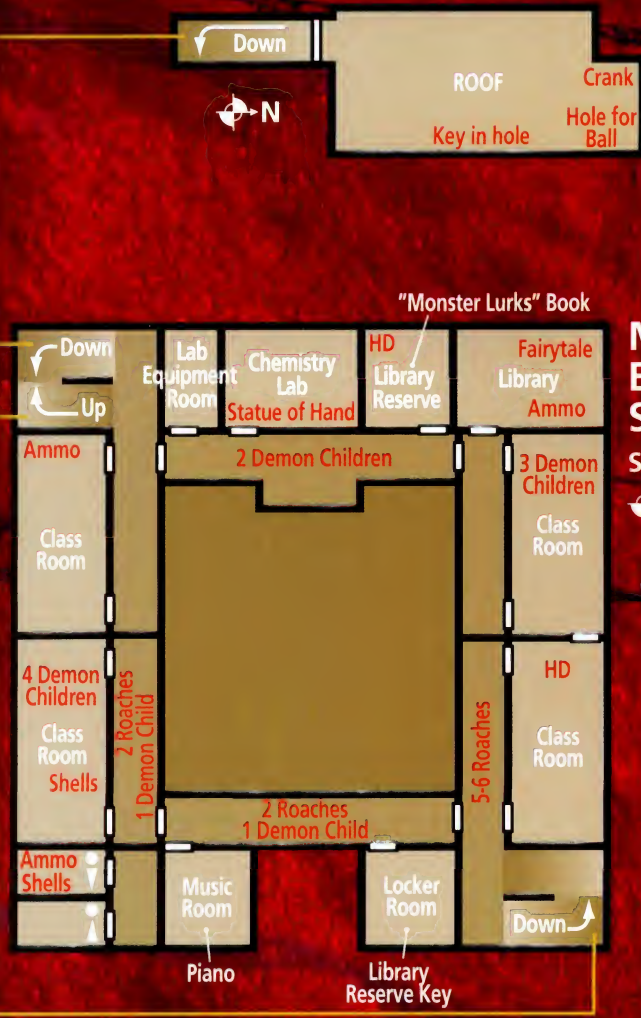 Down
ROOF
Crank
N
Key in hole
Hole for
Ball
"Monster Lurks" Book
Down
Up
Lab
Equipment
Room
Chemistry
Lab
Statue of Hand
HD
Library
Reserve
Fairytale
Library
Ammo
Ammo
Class
Room
2 Demon Children
3 Demon
Children
Class
Room
4 Demon
Children
Class
Room
Shells
2 Roaches
1 Demon Child
5-6 Roaches
HD
Class
Room
2 Roaches
1 Demon Child
Ammo
Shells
Music
Room
Locker
Room
Down
Piano
Library
Reserve Key